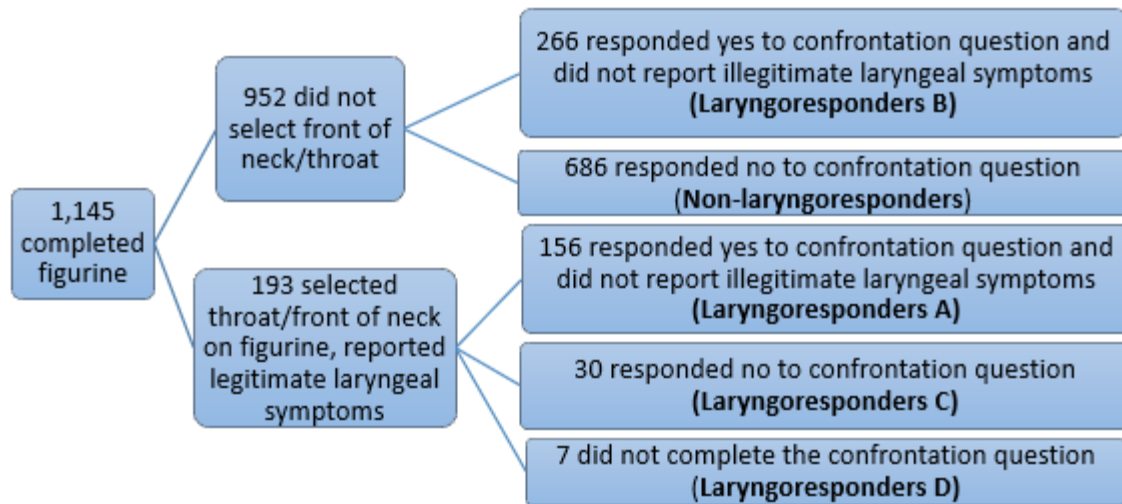 1,145
completed
figurine
952 did not
select front of
neck/throat
266 responded yes to confrontation question and
did not report illegitimate laryngeal symptoms
(Laryngoresponders B)
686 responded no to confrontation question
(Non-laryngoresponders)
193 selected
throat/front of neck
on figurine, reported
legitimate laryngeal
symptoms
156 responded yes to confrontation question and
did not report illegitimate laryngeal symptoms
(Laryngoresponders A)
30 responded no to confrontation question
(Laryngoresponders C)
7 did not complete the confrontation question
(Laryngoresponders D)